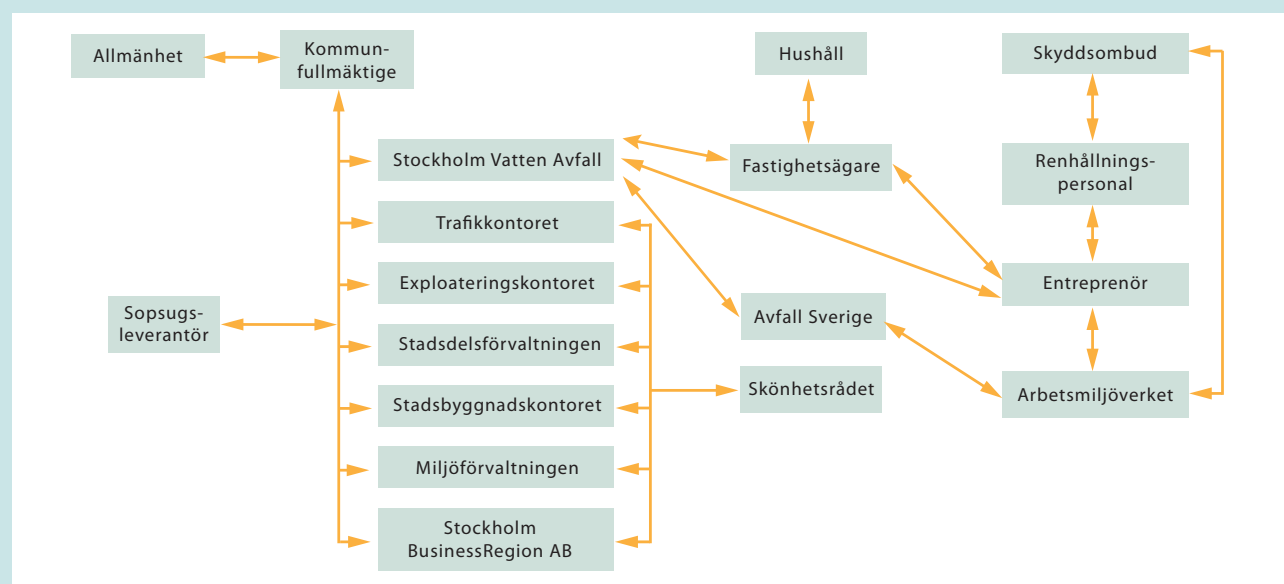 Allmänhet
Kommun-
fullmäktige
Hushåll
Skyddsombud
Stockholm Vatten Avfall
Fastighetsägare
Renhållnings-
personal
Trafikkontoret
Exploateringskontoret
Entreprenör
Sopsugs-
leverantör
Avfall Sverige
Stadsdelsförvaltningen
Skönhetsrådet
Arbetsmiljöverket
Stadsbyggnadskontoret
Miljöförvaltningen
Stockholm
BusinessRegion AB